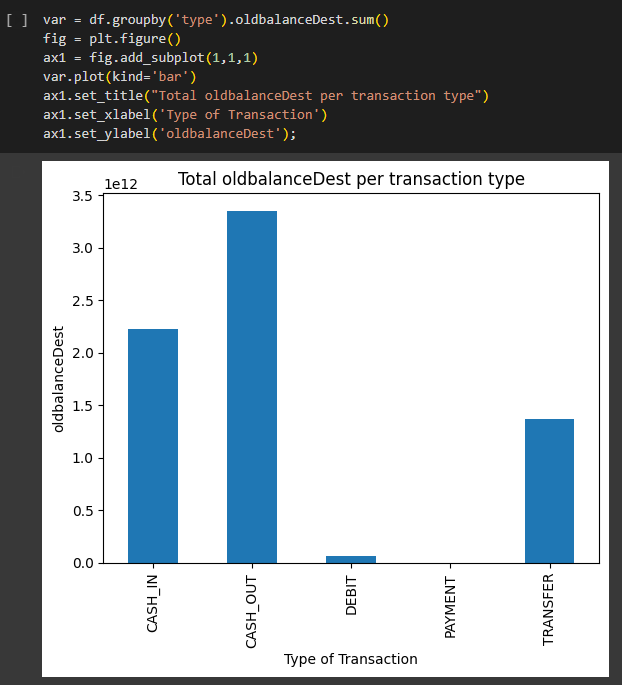 [ ] var = df.groupby('type').oldbalanceDest.sum()
fig = plt.figure()
ax1 = fig.add_subplot(1,1,1)
var.plot(kind='bar')
ax1.set_title("Total oldbalanceDest per transaction type")
ax1.set_xlabel('Type of Transaction')
ax1.set_ylabel('oldbalanceDest');
1e12
Total oldbalanceDest per transaction type
3.5
3.0
2.5
2.0
1.5
1.0
0.5
0.0
oldbalanceDest
CASH_IN
CASH_OUT
DEBIT
PAYMENT
TRANSFER
Type of Transaction